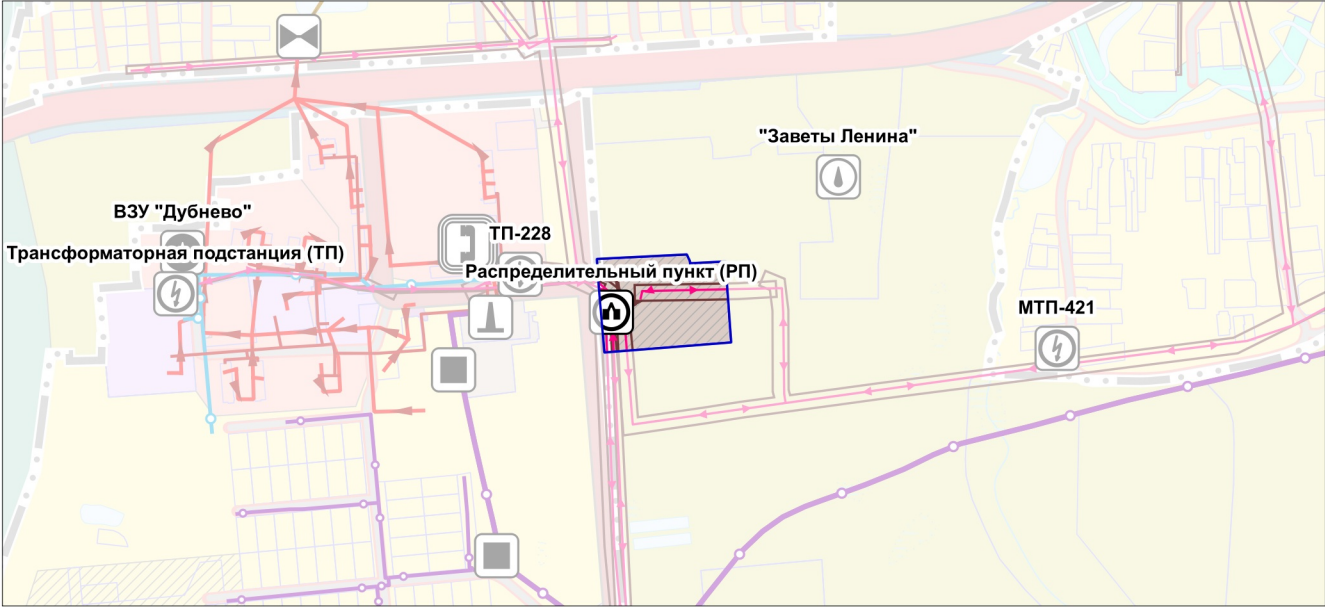 "Заветы Ленина"
ВЗУ "Дубнево"
ТП-228
Трансформаторная подстанция (ТП)
Распределительный пункт (РП)
МТП-421